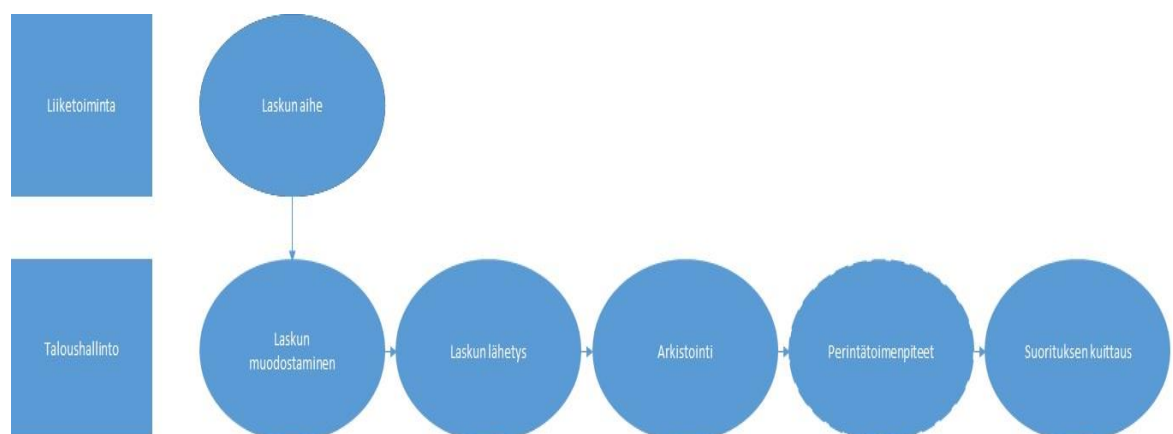 Liiketoiminta
Laskun aihe
Taloushallinto
Laskun
muodostaminen
Laskun lähetys
Arkistointi
Perintätoimenpiteet
Suorituksen kuittaus